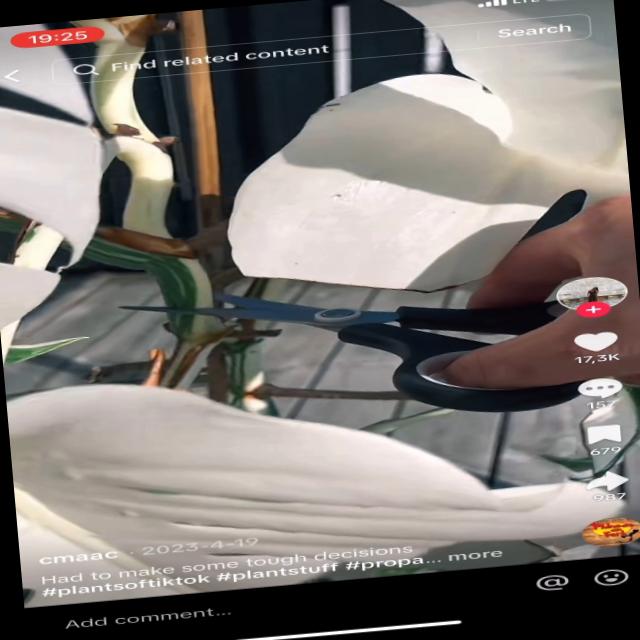 19:25
LTE
Find related content
Search
17,3K
679
987
cmaac · 2023-4-19
Had to make some tough decisions
#plantsoftiktok #plantstuff #propa... more
Add comment...